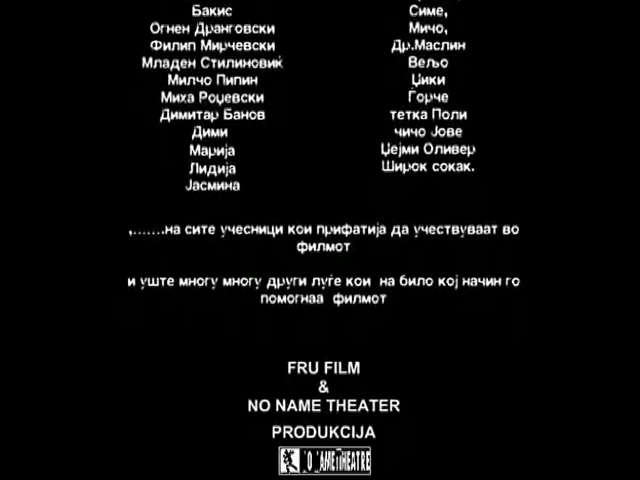 Бакис
Огнен Дранговски
Филип Мирчевски
Младен Стилиновиќ
Милчо Пипин
Миха Роџевски
Димитар Банов
Дими
Марија
Лидија
Јасмина
Симе,
Мичо,
Др.Маслин
Вељо
Џики
Ѓорче
тетка Поли
чичо Јове
Џејми Оливер
Широк сокак.
,.......на сите учесници кои прифатија да учествуваат во
филмот
и уште многу многу други луѓе кои на било кој начин го
помогнаа филмот
FRU FILM
&
NO NAME THEATER
PRODUKCIJA